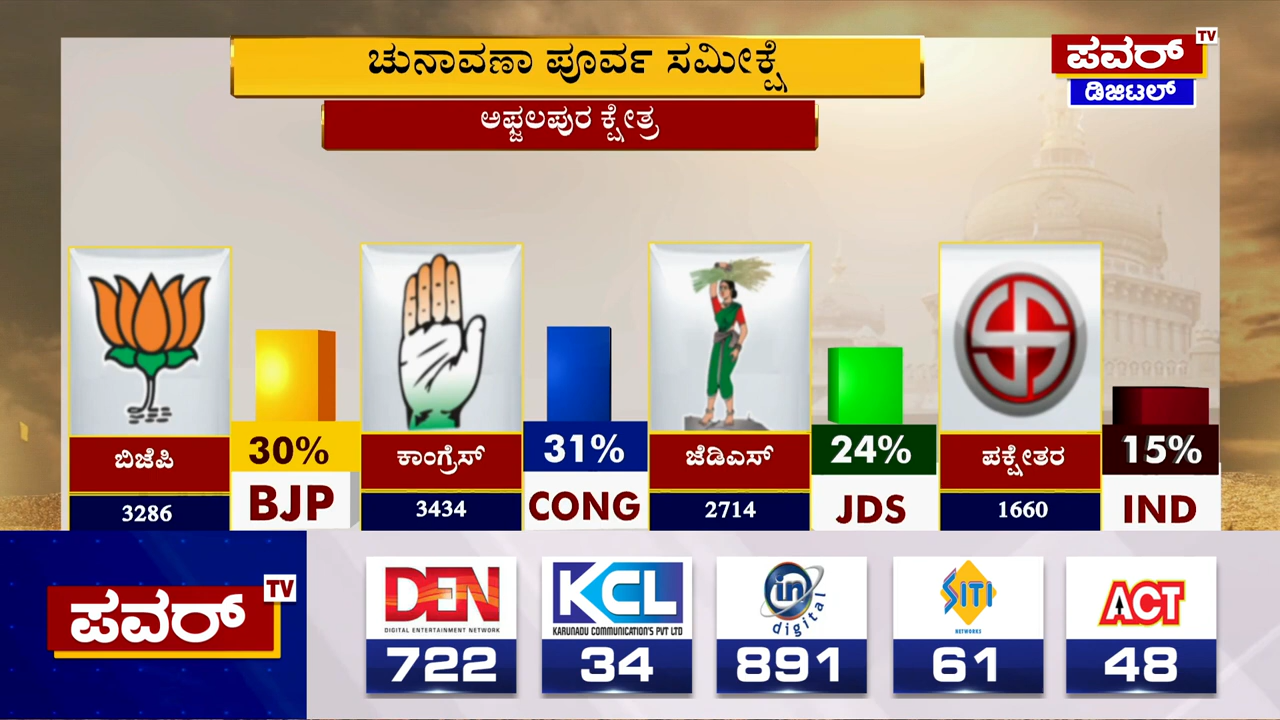 ಚುನಾವಣಾ ಪೂರ್ವ ಸಮೀಕ್ಷೆ
ಪವರ್ TV
ಡಿಜಿಟಲ್
ಅಫ್ಜಲಪುರ ಕ್ಷೇತ್ರ
ಬಿಜೆಪಿ
3286
30%
BJP
ಕಾಂಗ್ರೆಸ್
3434
31%
CONG
ಜೆಡಿಎಸ್
2714
24%
JDS
ಪಕ್ಷೇತರ
1660
15%
IND
ಪವರ್ TV
DEN
DIGITAL ENTERTAINMENT NETWORK
722
KCL
KARUNADU COMMUNICATION'S PVT LTD
34
in
digital
891
SITI
NETWORKS
61
ACT
48